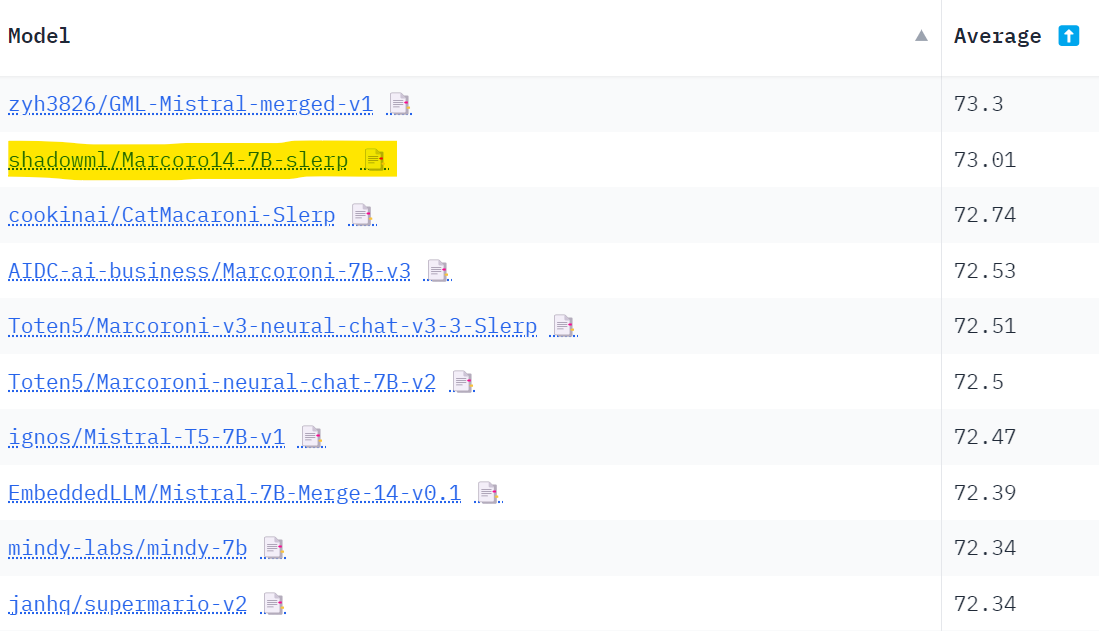 Model ▲ Average ⬆
zyh3826/GML-Mistral-merged-v1 📑 73.3
shadowml/Marcoro14-7B-slerp 📑 73.01
cookinai/CatMacaroni-Slerp 📑 72.74
AIDC-ai-business/Marcoroni-7B-v3 📑 72.53
Toten5/Marcoroni-v3-neural-chat-v3-3-Slerp 📑 72.51
Toten5/Marcoroni-neural-chat-7B-v2 📑 72.5
ignos/Mistral-T5-7B-v1 📑 72.47
EmbeddedLLM/Mistral-7B-Merge-14-v0.1 📑 72.39
mindy-labs/mindy-7b 📑 72.34
janhq/supermario-v2 📑 72.34